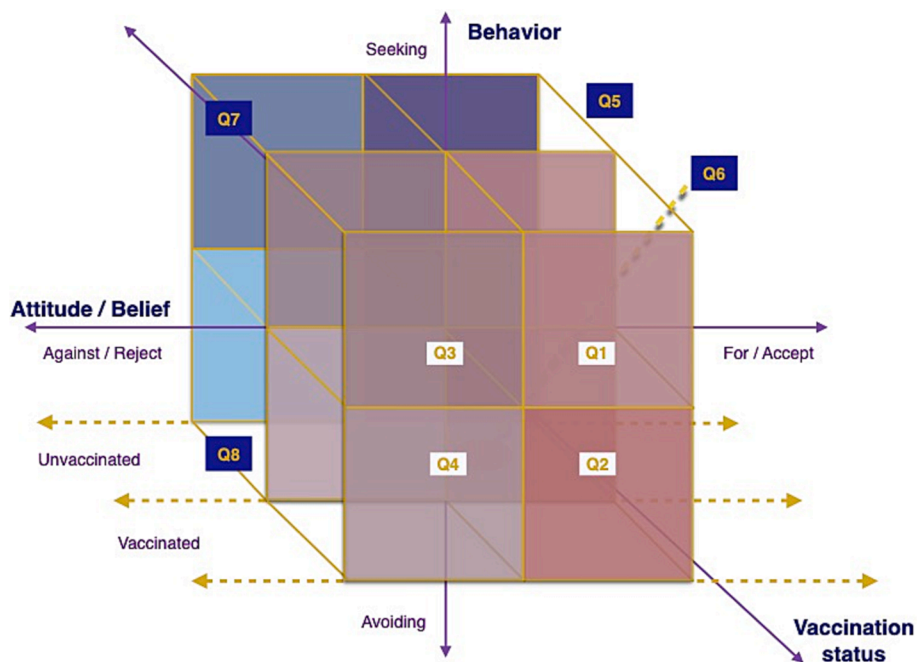 Behavior
Seeking
Q5
Q7
Q6
Attitude / Belief
Against / Reject
Q3
Q1
For / Accept
Unvaccinated
Q8
Q4
Q2
Vaccinated
Avoiding
Vaccination
status